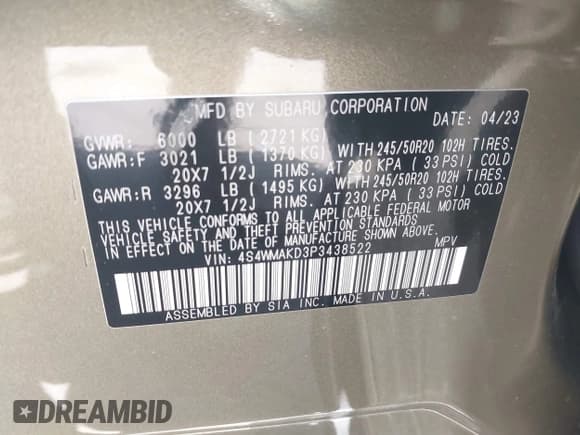 MFD BY SUBARU CORPORATION
DATE: 04/23
GVWR: 6000 LB (2721 KG)
GAWR:F 3021 LB (1370 KG) WITH 245/50R20 102H TIRES.
20X7 1/2J RIMS. AT 230 KPA (33 PSI) COLD
GAWR:R 3296 LB (1495 KG) WITH 245/50R20 102H TIRES.
20X7 1/2J RIMS. AT 230 KPA (33 PSI) COLD
THIS VEHICLE CONFORMS TO ALL APPLICABLE FEDERAL MOTOR
VEHICLE SAFETY AND THEFT PREVENTION STANDARDS
IN EFFECT ON THE DATE OF MANUFACTURE SHOWN ABOVE.
VIN: 4S4WMAKD3P3438522 MPV
ASSEMBLED BY SIA INC. MADE IN U.S.A.
DREAMBID